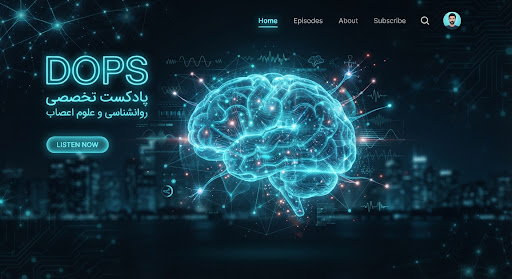 Home Episodes About Subscribe
DOPS
پادکست تخصصی
روانشناسی و علوم اعصاب
LISTEN NOW